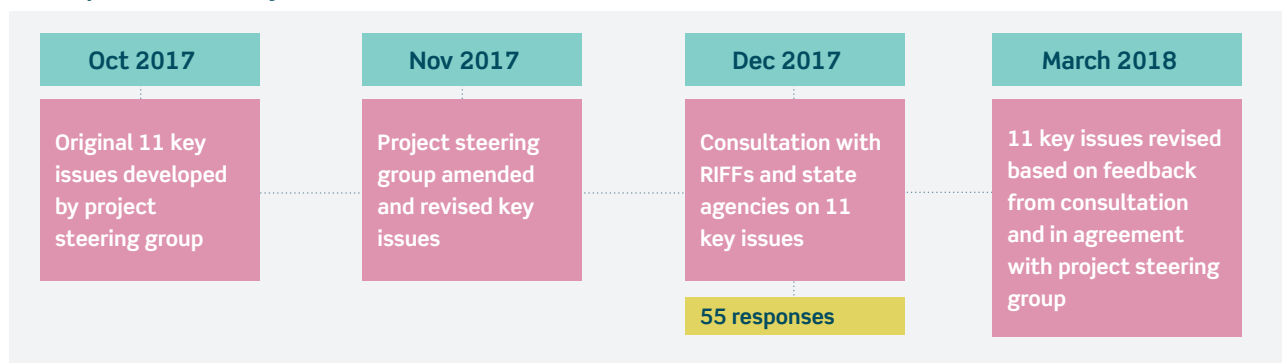 Oct 2017
Original 11 key
issues developed
by project
steering group
Nov 2017
Project steering
group amended
and revised key
issues
Dec 2017
Consultation with
RIFFs and state
agencies on 11
key issues
55 responses
March 2018
11 key issues revised
based on feedback
from consultation
and in agreement
with project steering
group